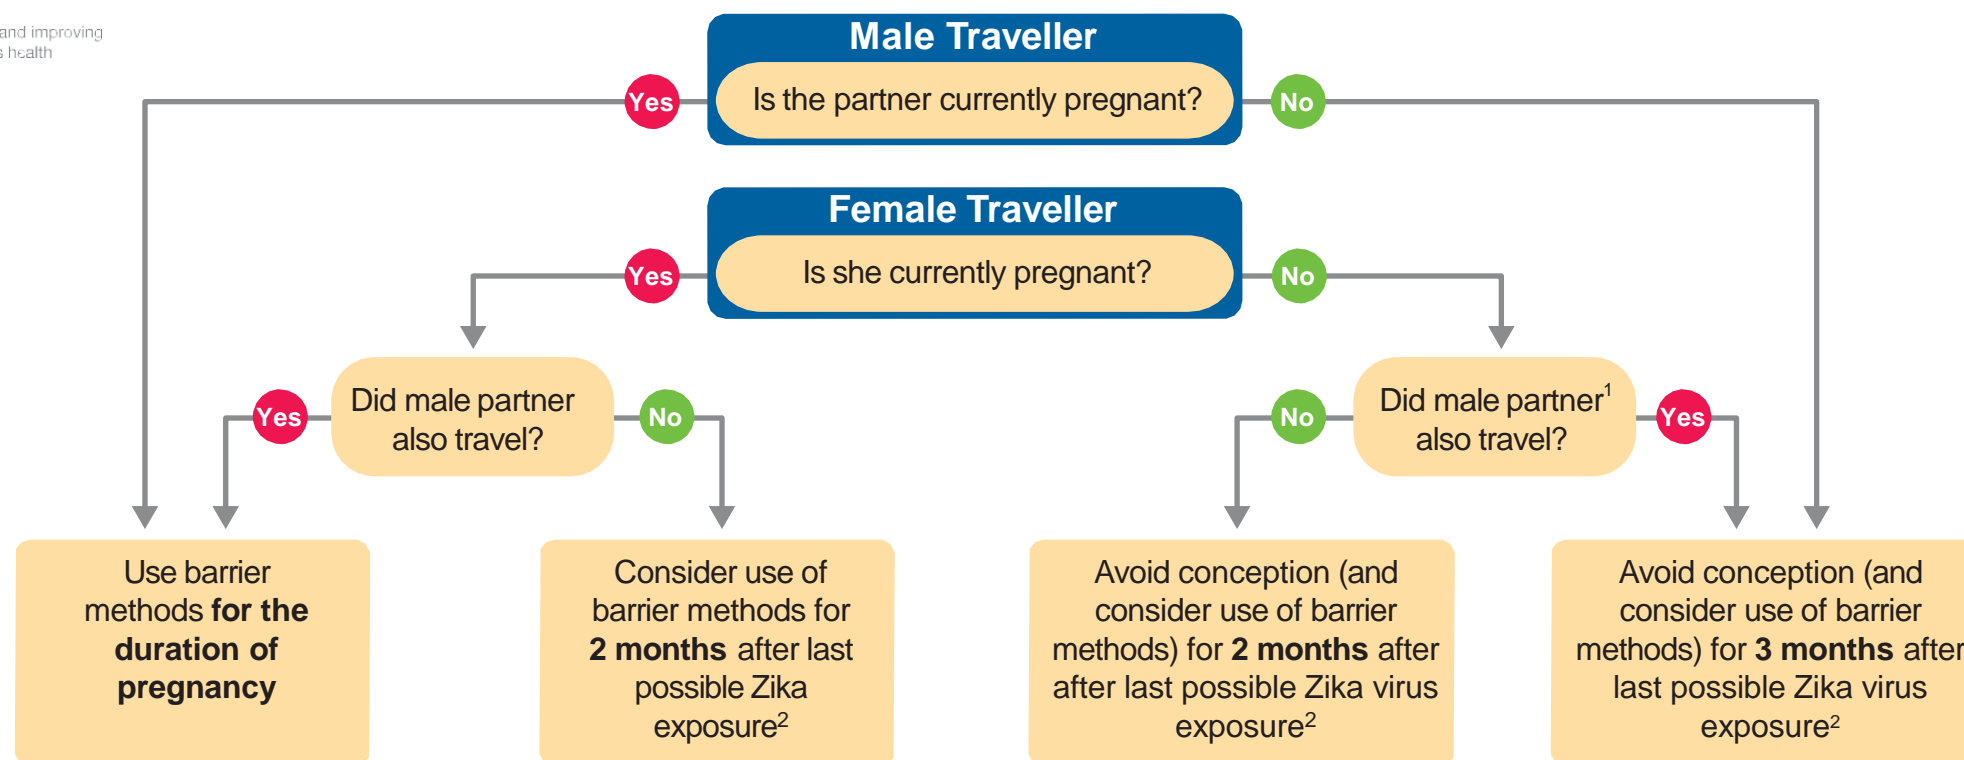 and improving
s health
Male Traveller
Yes
Is the partner currently pregnant?
No
Female Traveller
Yes
Is she currently pregnant?
No
Yes
Did male partner
also travel?
No
No
Did male partner¹
also travel?
Yes
Use barrier
methods for the
duration of
pregnancy
Consider use of
barrier methods for
2 months after last
possible Zika
exposure²
Avoid conception (and
consider use of barrier
methods) for 2 months after
after last possible Zika virus
exposure²
Avoid conception (and
consider use of barrier
methods) for 3 months after
last possible Zika virus
exposure²